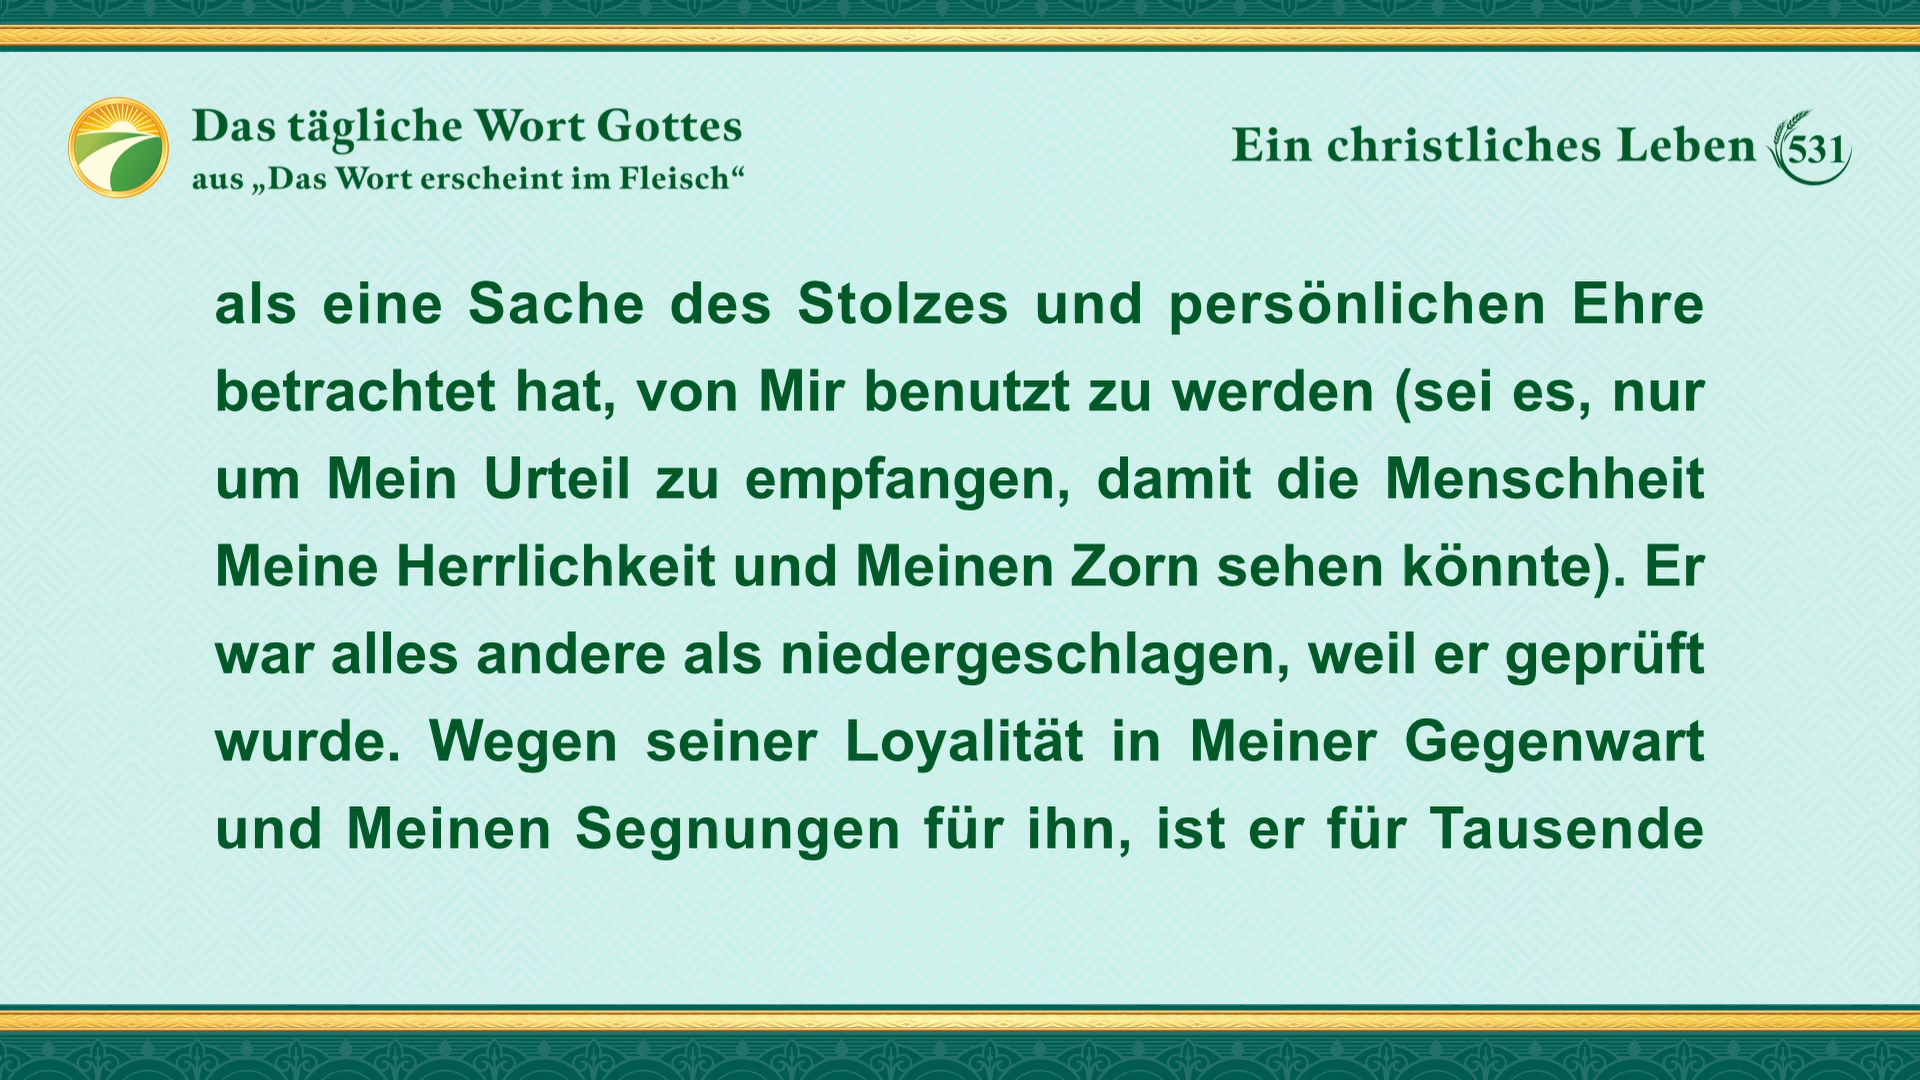 Das tägliche Wort Gottes
aus „Das Wort erscheint im Fleisch“
Ein christliches Leben 531
als eine Sache des Stolzes und persönlichen Ehre
betrachtet hat, von Mir benutzt zu werden (sei es, nur
um Mein Urteil zu empfangen, damit die Menschheit
Meine Herrlichkeit und Meinen Zorn sehen könnte). Er
war alles andere als niedergeschlagen, weil er geprüft
wurde. Wegen seiner Loyalität in Meiner Gegenwart
und Meinen Segnungen für ihn, ist er für Tausende